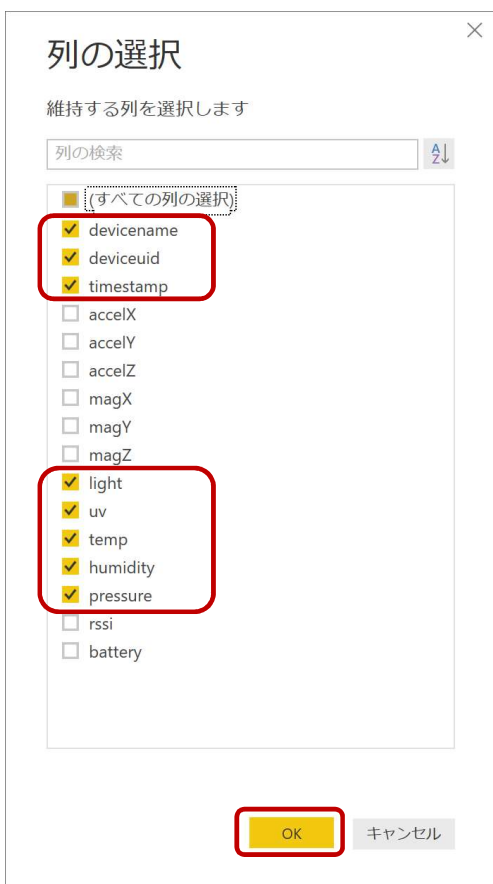 列の選択
維持する列を選択します
列の検索
(すべての列の選択)
devicename
deviceuid
timestamp
accelX
accelY
accelZ
magX
magY
magZ
light
uv
temp
humidity
pressure
rssi
battery
OK キャンセル